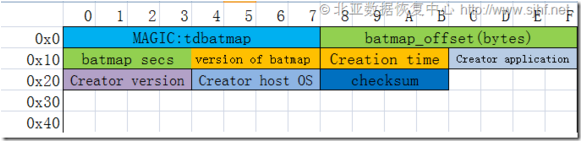 © 北亚数据恢复中心 http://www.sjhf.net
0 1 2 3 4 5 6 7 8 9 A B C D E F
0x0 MAGIC:tdbatmap batmap_offset(bytes)
0x10 batmap secs version of batmap Creation time Creator application
0x20 Creator version Creator host OS checksum
0x30
0x40